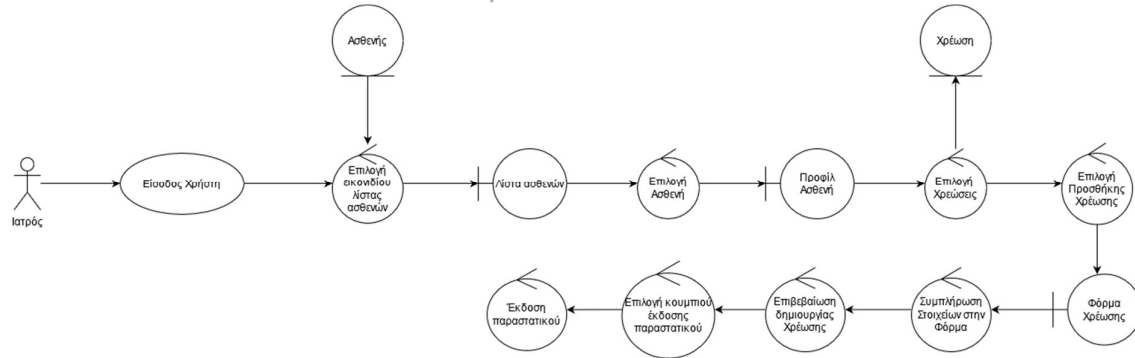 Ασθενής
Χρέωση
Ιατρός
Είσοδος Χρήστη
Επιλογή
εικονιδίου
λίστας
ασθενών
Λίστα ασθενών
Επιλογή
Ασθενή
Προφίλ
Ασθενή
Επιλογή
Χρεώσεις
Επιλογή
Προσθήκης
Χρέωσης
Έκδοση
παραστατικού
Επιλογή κουμπιού
έκδοσης
παραστατικού
Επιβεβαίωση
δημιουργίας
Χρέωσης
Συμπλήρωση
Στοιχείων στην
Φόρμα
Φόρμα
Χρέωσης